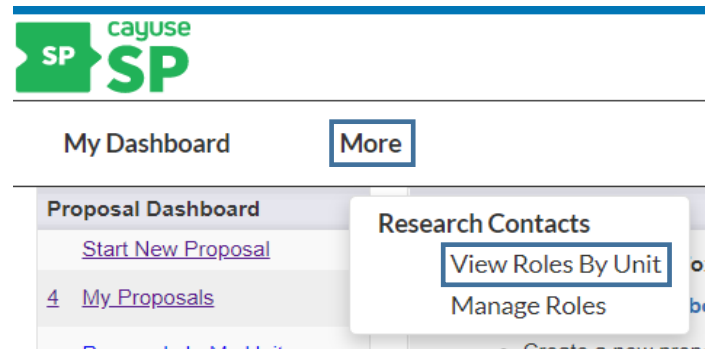 cayuse
SP SP
My Dashboard More
Proposal Dashboard
Start New Proposal
4 My Proposals
Research Contacts
View Roles By Unit
Manage Roles